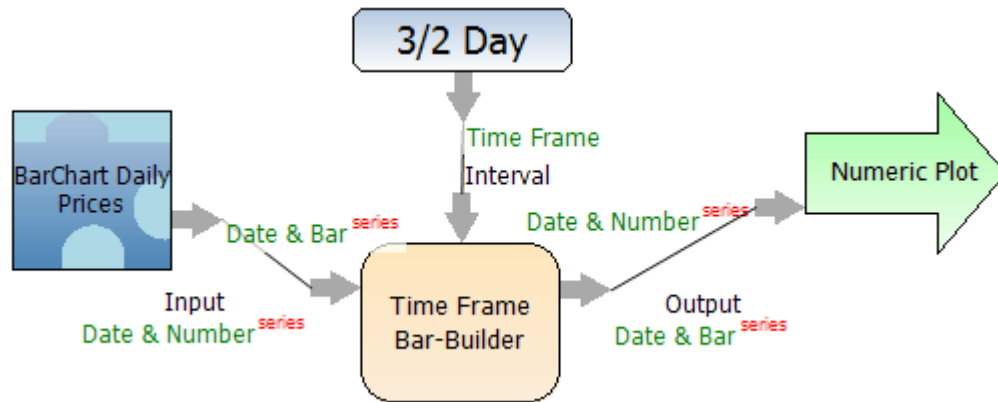 3/2 Day
Time Frame
Interval
BarChart Daily
Prices
Date & Bar series
Input
Date & Number series
Time Frame
Bar-Builder
Date & Number series
Output
Date & Bar series
Numeric Plot